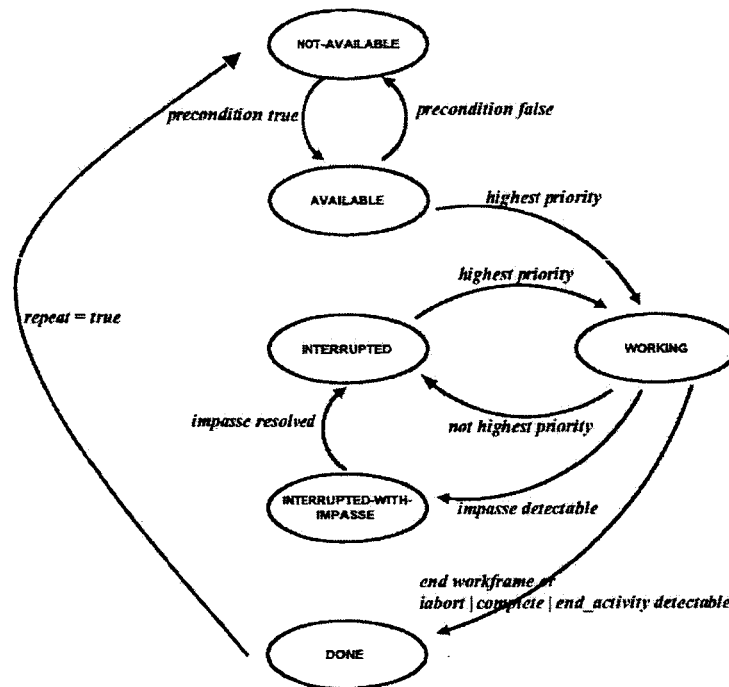 NOT-AVAILABLE
precondition true
precondition false
AVAILABLE
highest priority
highest priority
repeat = true
INTERRUPTED
WORKING
impasse resolved
not highest priority
INTERRUPTED-WITH-
IMPASSE
impasse detectable
end workframe or
iabort | complete | end_activity detectable
DONE